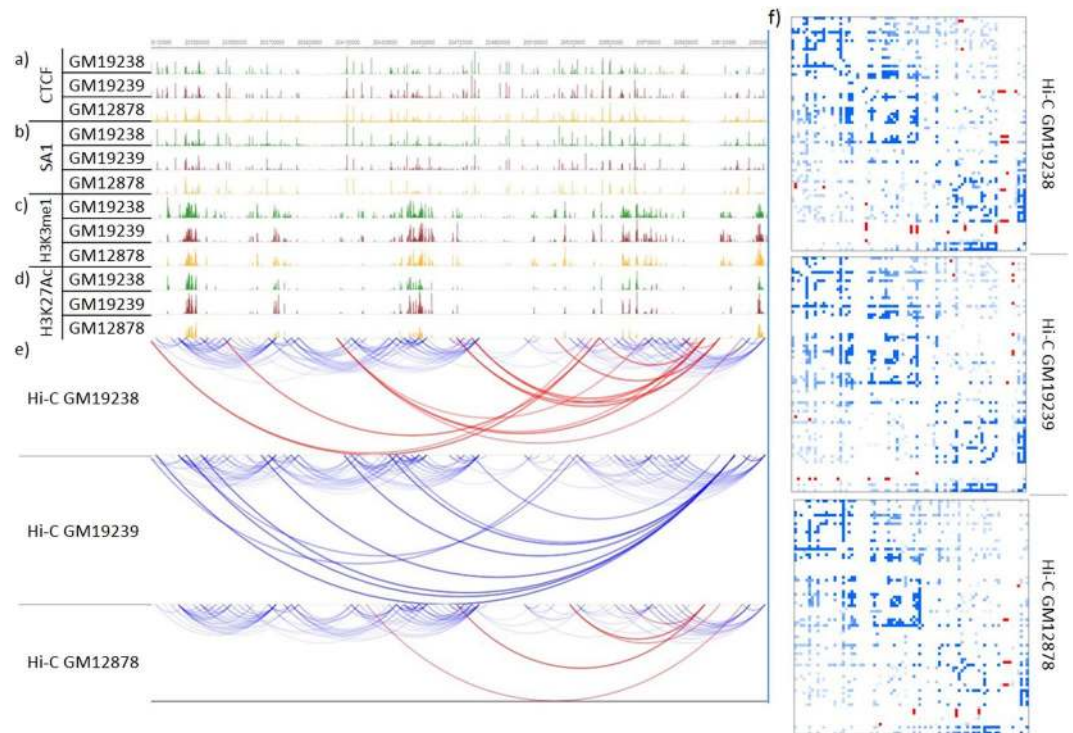 f)
a)
CTCF
GM19238
GM19239
GM12878
b)
SA1
GM19238
GM19239
GM12878
c)
H3K3me1
GM19238
GM19239
GM12878
d)
H3K27Ac
GM19238
GM19239
GM12878
e)
Hi-C GM19238
Hi-C GM19239
Hi-C GM12878
Hi-C GM19238
Hi-C GM19239
Hi-C GM12878